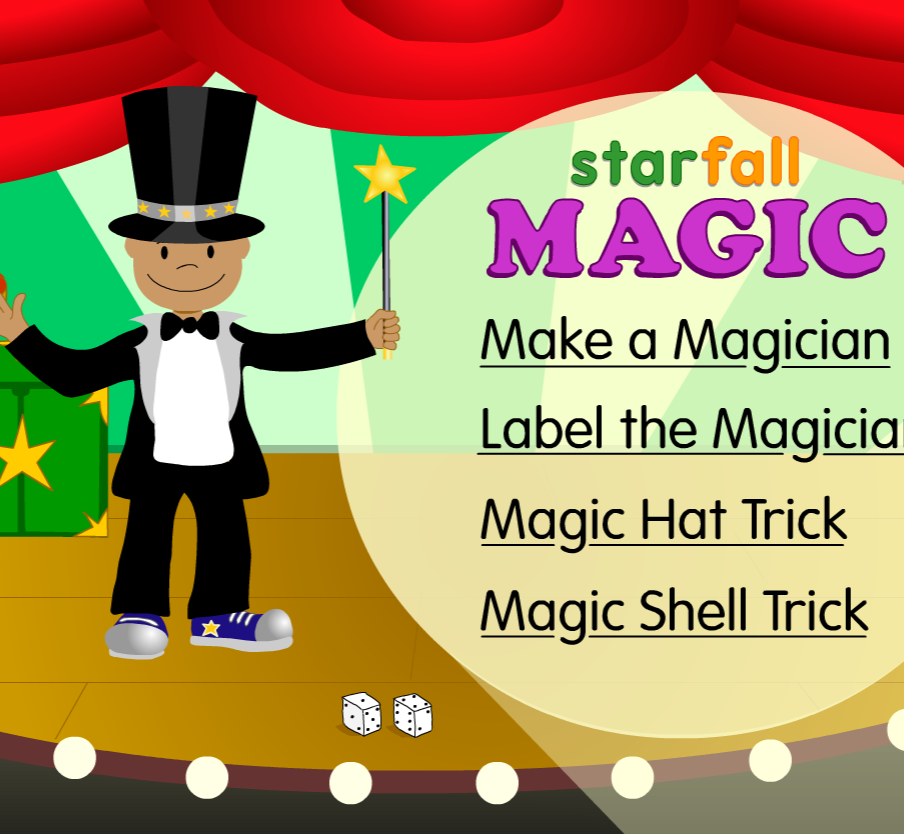 starfall
MAGIC
Make a Magician
Label the Magicia
Magic Hat Trick
Magic Shell Trick